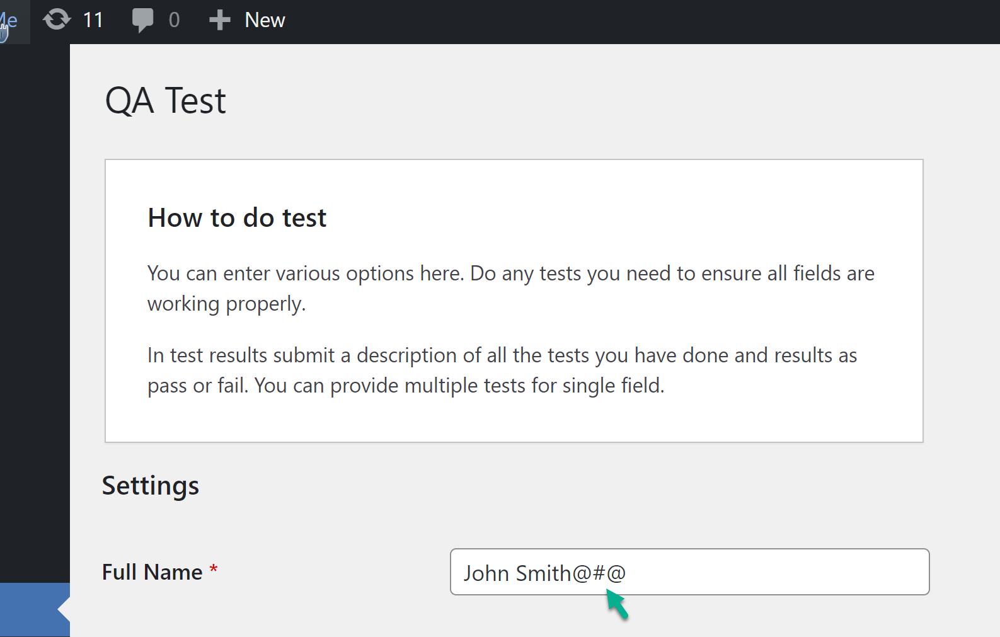 Me 11 0 New
QA Test
How to do test
You can enter various options here. Do any tests you need to ensure all fields are
working properly.
In test results submit a description of all the tests you have done and results as
pass or fail. You can provide multiple tests for single field.
Settings
Full Name * John Smith@#@